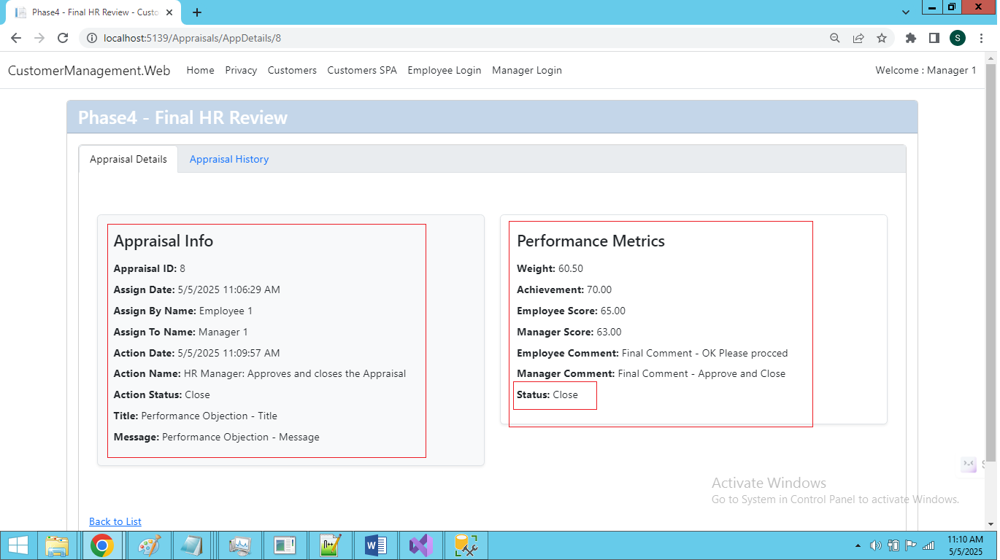 Phase4 - Final HR Review - Custo
localhost:5139/Appraisals/AppDetails/8
S
CustomerManagement.Web Home Privacy Customers Customers SPA Employee Login Manager Login Welcome : Manager 1
Phase4 - Final HR Review
Appraisal Details Appraisal History
Appraisal Info
Appraisal ID: 8
Assign Date: 5/5/2025 11:06:29 AM
Assign By Name: Employee 1
Assign To Name: Manager 1
Action Date: 5/5/2025 11:09:57 AM
Action Name: HR Manager: Approves and closes the Appraisal
Action Status: Close
Title: Performance Objection - Title
Message: Performance Objection - Message
Performance Metrics
Weight: 60.50
Achievement: 70.00
Employee Score: 65.00
Manager Score: 63.00
Employee Comment: Final Comment - OK Please procced
Manager Comment: Final Comment - Approve and Close
Status: Close
Activate Windows
Go to System in Control Panel to activate Windows.
Back to List
11:10 AM
5/5/2025